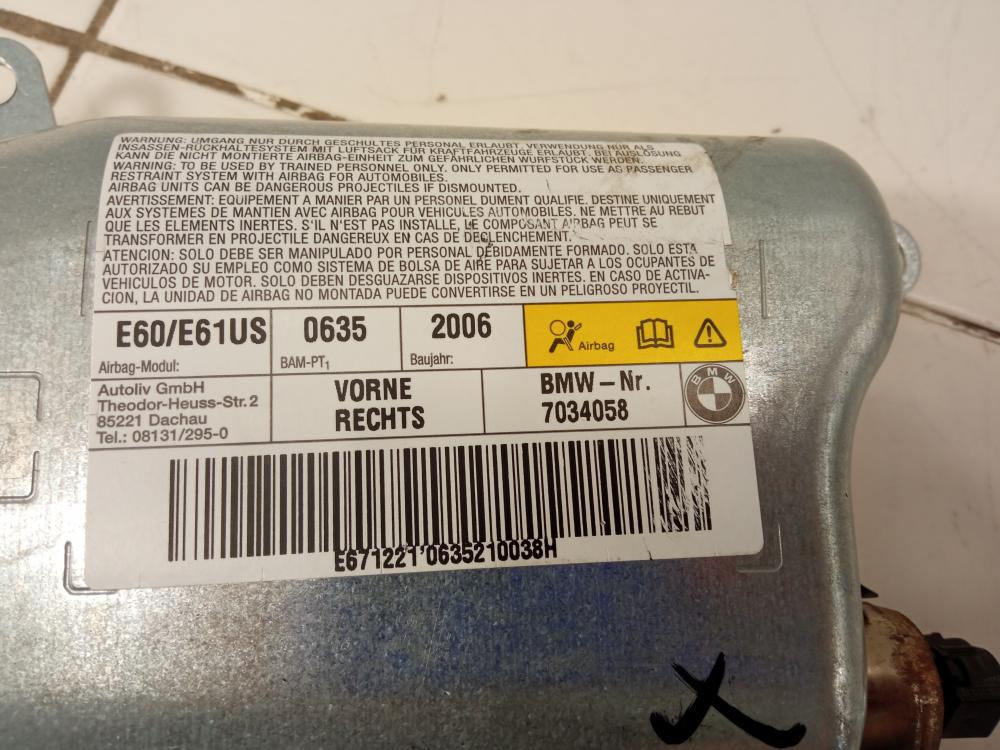 WARNUNG: UMGANG NUR DURCH GESCHULTES PERSONAL ERLAUBT. VERWENDUNG NUR ALS
INSASSEN-RÜCKHALTESYSTEM MIT LUFTSACK FÜR KRAFTFAHRZEUGE ERLAUBT. BEI AUSLÖSUNG
KANN DIE NICHT MONTIERTE AIRBAG-EINHEIT ZUM GEFÄHRLICHEN WURFSTÜCK WERDEN.
WARNING: TO BE USED BY TRAINED PERSONNEL ONLY. ONLY PERMITTED FOR USE AS PASSENGER
RESTRAINT SYSTEM WITH AIRBAG FOR AUTOMOBILES.
AIRBAG UNITS CAN BE DANGEROUS PROJECTILES IF DISMOUNTED.
AVERTISSEMENT: EQUIPEMENT A MANIER PAR UN PERSONEL DUMENT QUALIFIE. DESTINE UNIQUEMENT
AUX SYSTEMES DE MANTIEN AVEC AIRBAG POUR VEHICULES AUTOMOBILES. NE METTRE AU REBUT
QUE LES ELEMENTS INERTES. S'IL N'EST PAS INSTALLE, LE COMPOSANT AIRBAG PEUT SE
TRANSFORMER EN PROJECTILE DANGEREUX EN CAS DE DECLENCHEMENT.
ATENCION: SOLO DEBE SER MANIPULADO POR PERSONAL DEBIDAMENTE FORMADO. SOLO ESTA
AUTORIZADO SU EMPLEO COMO SISTEMA DE BOLSA DE AIRE PARA SUJETAR A LOS OCUPANTES DE
VEHICULOS DE MOTOR. SOLO DEBEN DESGUAZARSE DISPOSITIVOS INERTES. EN CASO DE ACTIVA-
CION, LA UNIDAD DE AIRBAG NO MONTADA PUEDE CONVERTIRSE EN UN PELIGROSO PROYECTIL.
E60/E61US 0635 2006 Airbag
Airbag-Modul: BAM-PT1 Baujahr:
Autoliv GmbH
Theodor-Heuss-Str.2
85221 Dachau
Tel.: 08131/295-0
VORNE
RECHTS
BMW-Nr.
7034058
BMW
E671221'0635210038H
X